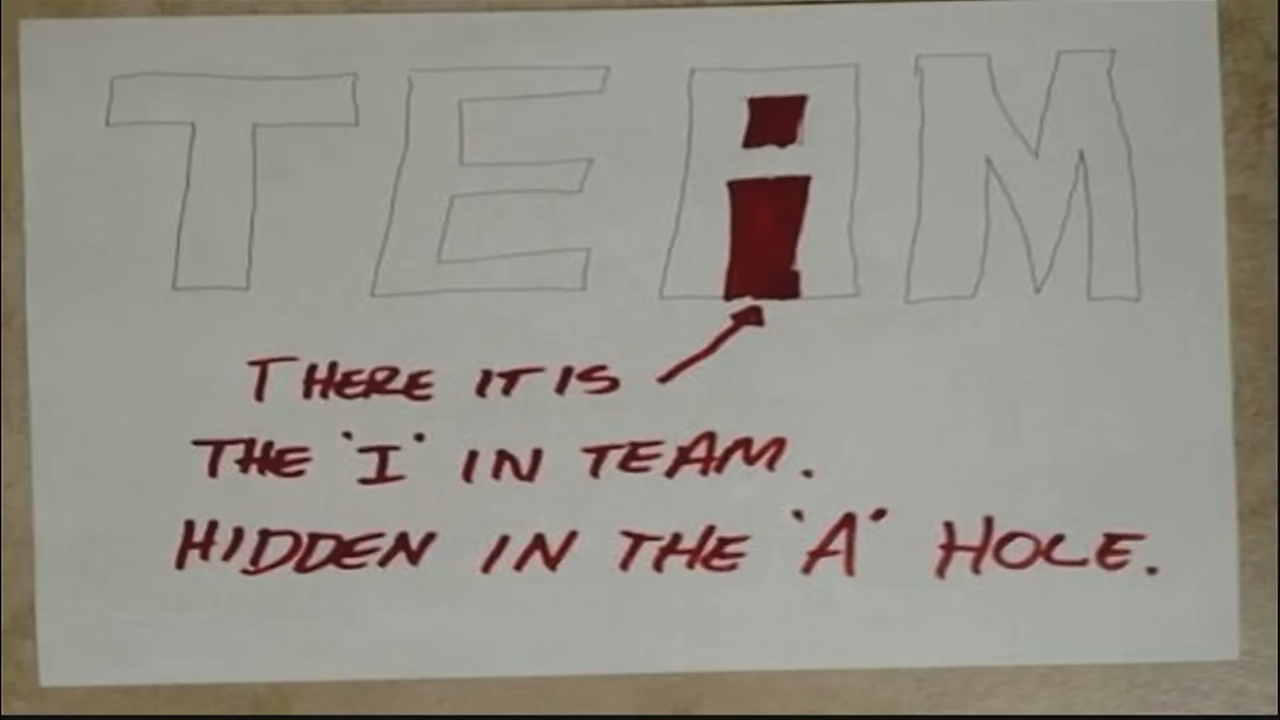 TEAM
THERE IT IS
THE 'I' IN TEAM.
HIDDEN IN THE 'A' HOLE.